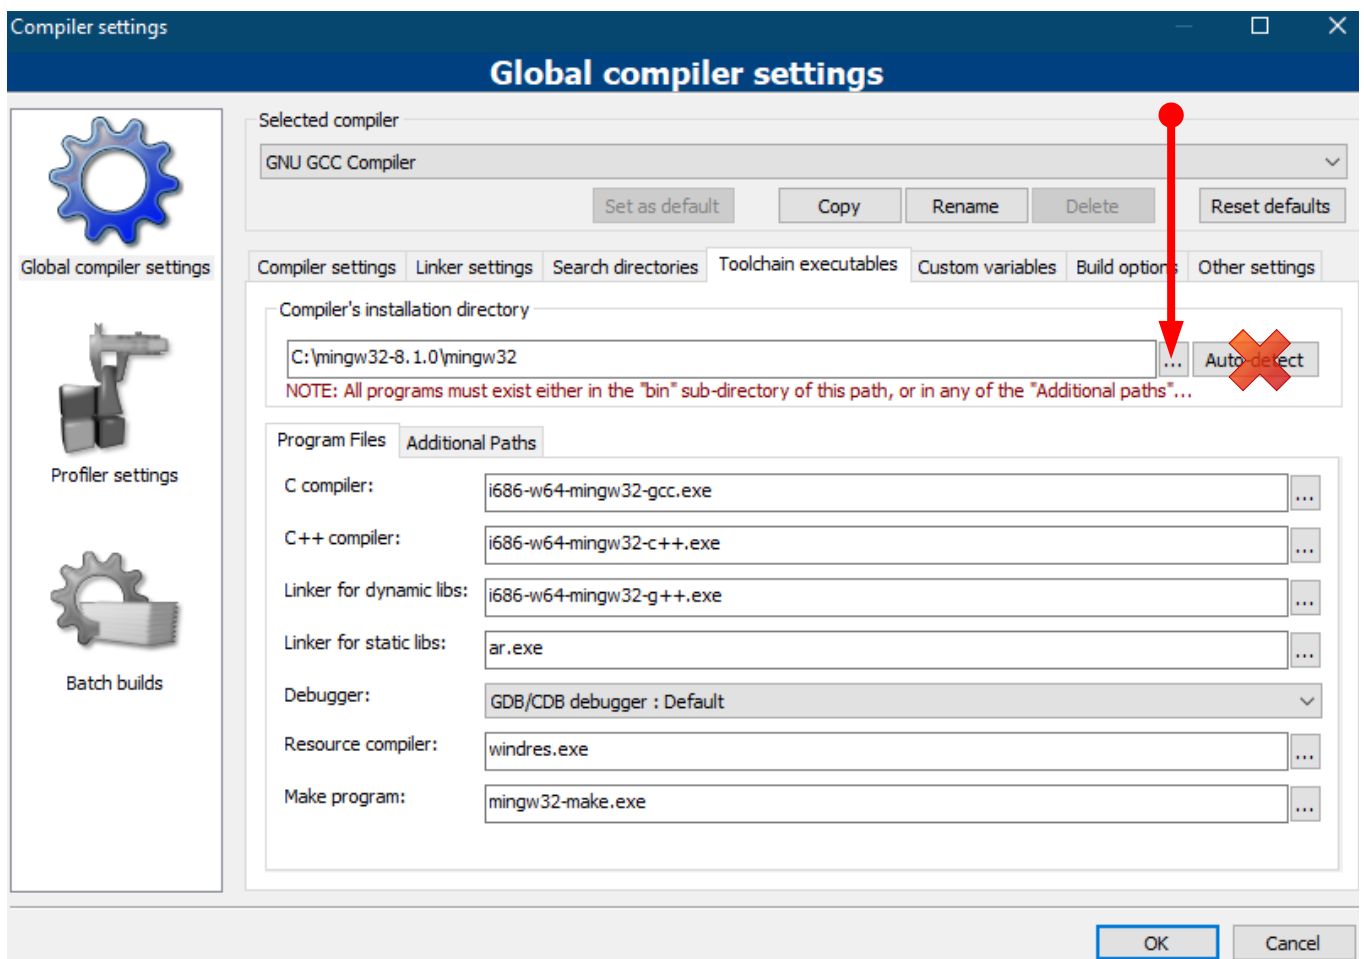 Compiler settings
Global compiler settings
Global compiler settings
Profiler settings
Batch builds
Selected compiler
GNU GCC Compiler
Set as default Copy Rename Delete Reset defaults
Compiler settings Linker settings Search directories Toolchain executables Custom variables Build options Other settings
Compiler's installation directory
C:\mingw32-8.1.0\mingw32 ... Auto-detect
NOTE: All programs must exist either in the "bin" sub-directory of this path, or in any of the "Additional paths"...
Program Files Additional Paths
C compiler: i686-w64-mingw32-gcc.exe ...
C++ compiler: i686-w64-mingw32-c++.exe ...
Linker for dynamic libs: i686-w64-mingw32-g++.exe ...
Linker for static libs: ar.exe ...
Debugger: GDB/CDB debugger : Default
Resource compiler: windres.exe ...
Make program: mingw32-make.exe ...
OK Cancel